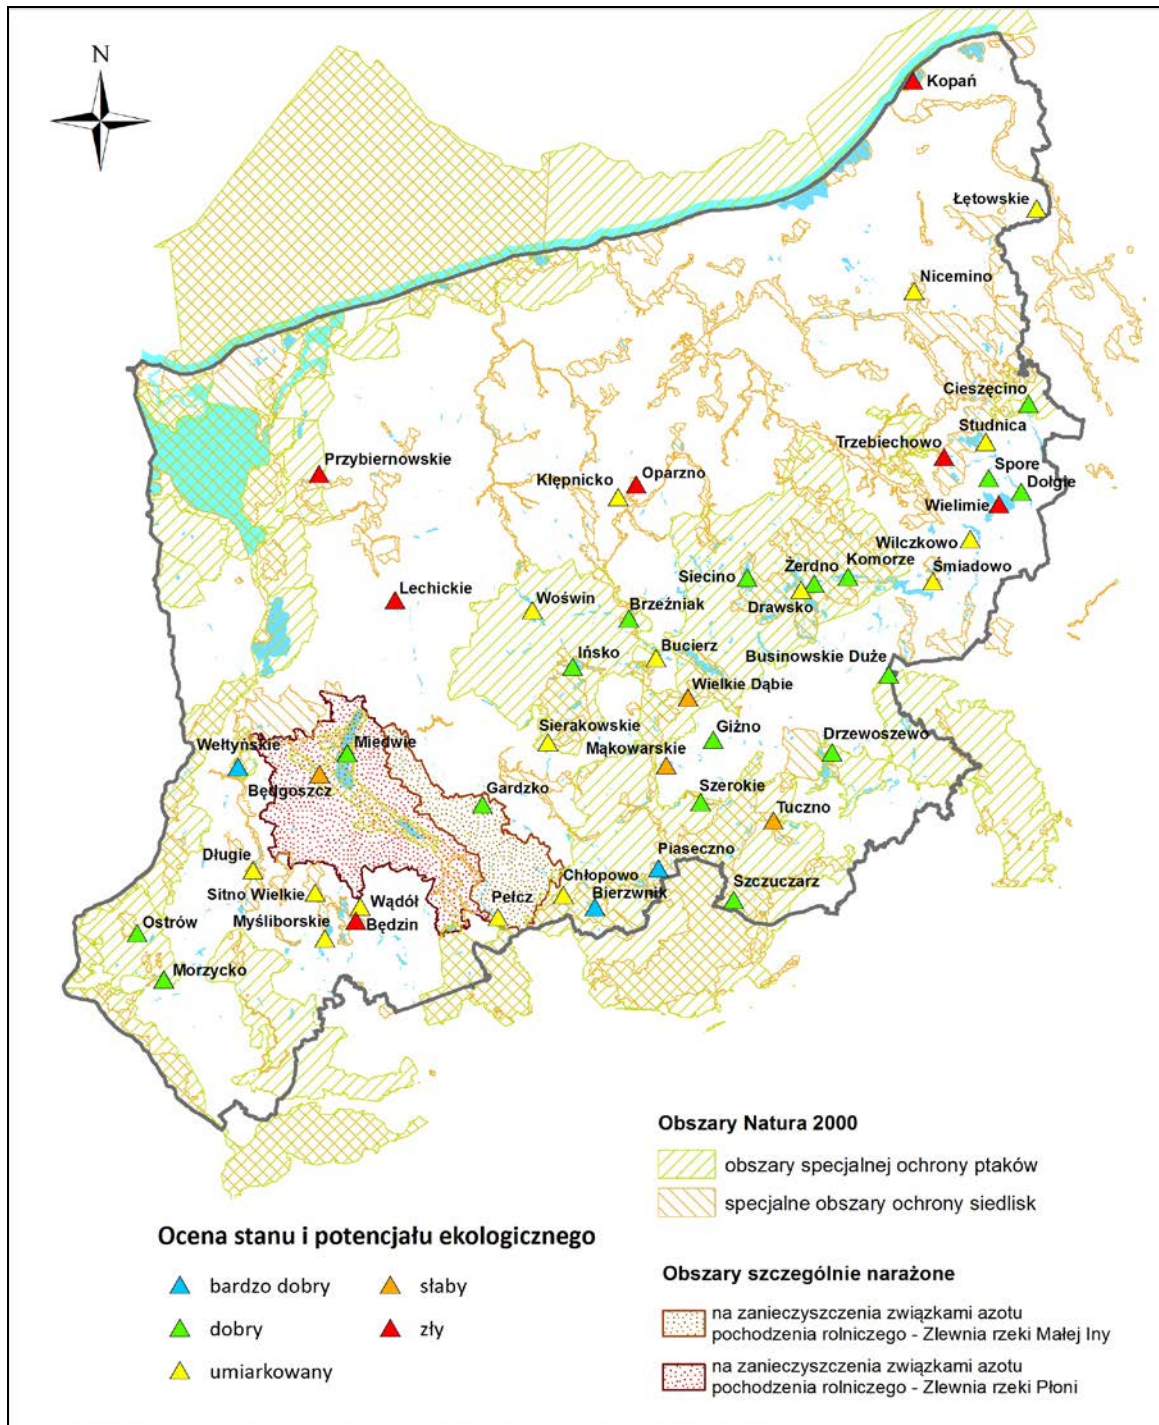 N
Kopań
Łętowskie
Nicemino
Cieszęcino
Studnica
Trzebiechowo
Spore
Dołgie
Wielimie
Przybiernowskie
Klępnicko
Oparzno
Wilczkowo
Siecino
Żerdno
Komorze
Śmiadowo
Drawsko
Lechickie
Woświn
Brzeźniak
Ińsko
Bucierz
Businowskie Duże
Wielkie Dąbie
Sierakowskie
Giżno
Drzewoszewo
Mąkowarskie
Wełtyńskie
Miedwie
Będgoszcz
Gardzko
Szerokie
Tuczno
Piaseczno
Długie
Chłopowo
Sitno Wielkie
Wądół
Pełcz
Bierzwnik
Szczuczarz
Myśliborskie
Będzin
Ostrów
Morzycko
Obszary Natura 2000
obszary specjalnej ochrony ptaków
specjalne obszary ochrony siedlisk
Ocena stanu i potencjału ekologicznego
bardzo dobry
słaby
dobry
zły
umiarkowany
Obszary szczególnie narażone
na zanieczyszczenia związkami azotu
pochodzenia rolniczego - Zlewnia rzeki Małej Iny
na zanieczyszczenia związkami azotu
pochodzenia rolniczego - Zlewnia rzeki Płoni